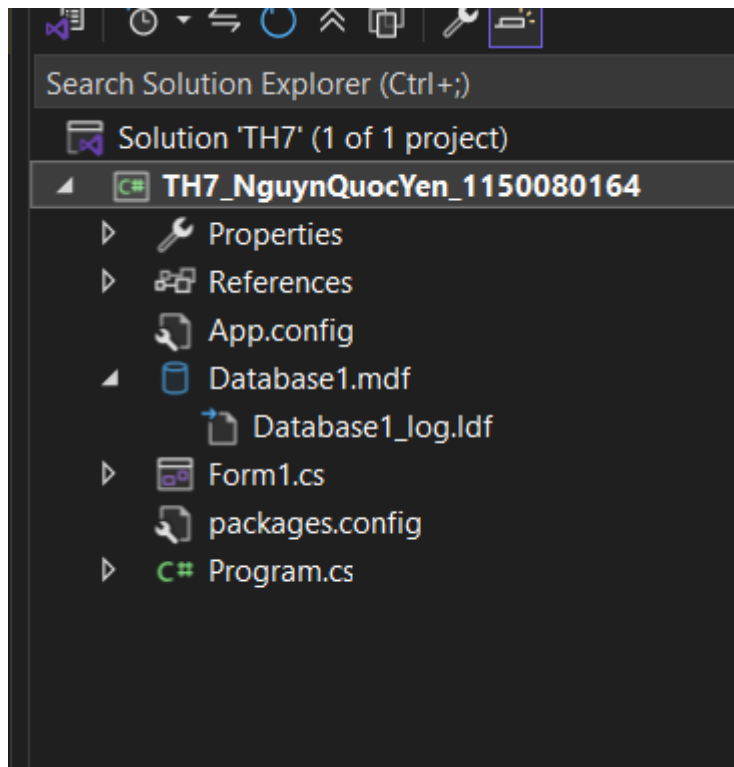 Search Solution Explorer (Ctrl+;)
Solution 'TH7' (1 of 1 project)
C# TH7_NguynQuocYen_1150080164
Properties
References
App.config
Database1.mdf
Database1_log.ldf
Form1.cs
packages.config
C# Program.cs